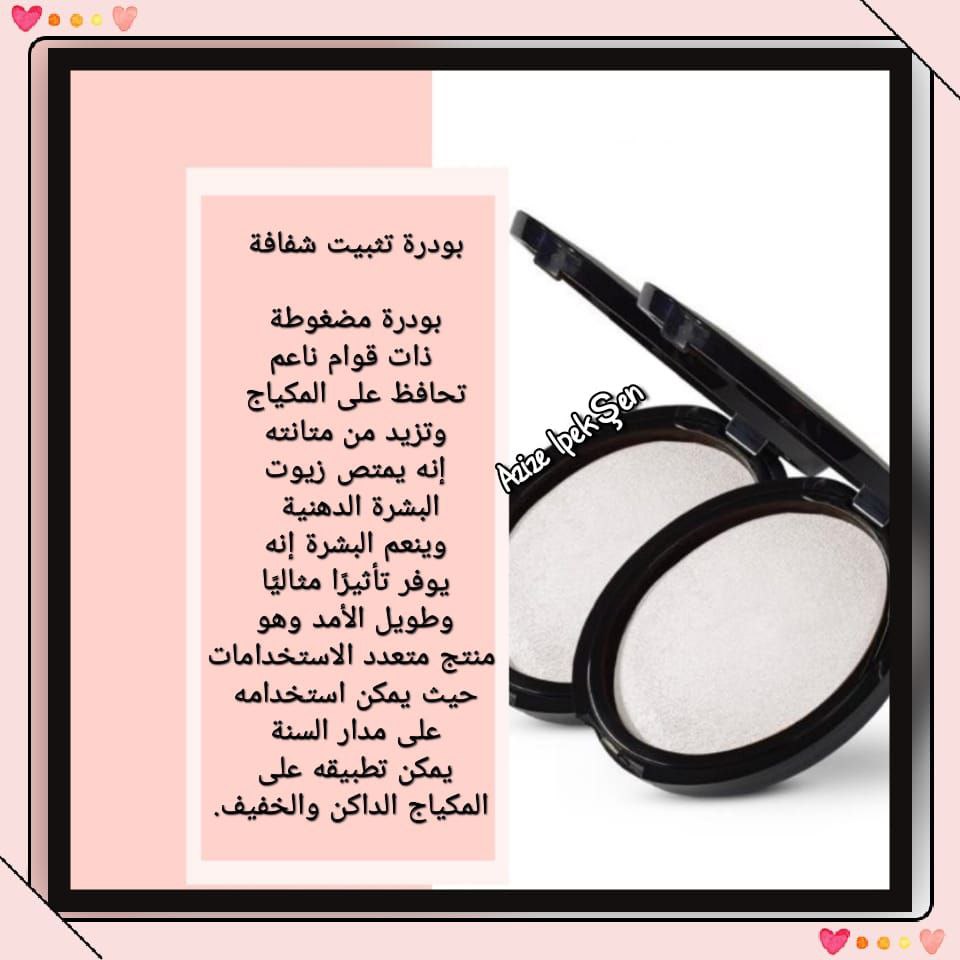 بودرة تثبيت شفافة
بودرة مضغوطة
ذات قوام ناعم
تحافظ على المكياج
وتزيد من متانته
إنه يمتص زيوت
البشرة الدهنية
وينعم البشرة إنه
يوفر تأثيرًا مثاليًا
وطويل الأمد وهو
منتج متعدد الاستخدامات
حيث يمكن استخدامه
على مدار السنة
يمكن تطبيقه على
المكياج الداكن والخفيف.
Azize IpekŞen